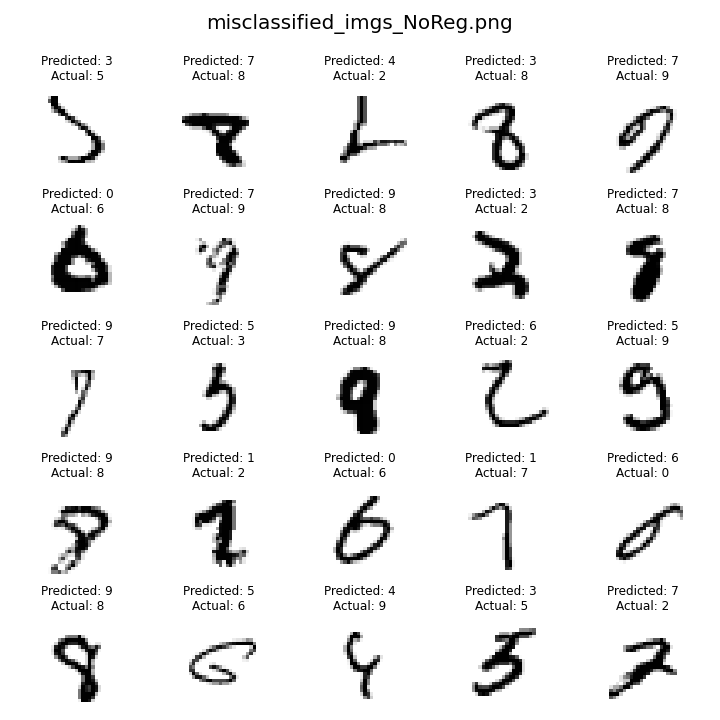 misclassified_imgs_NoReg.png
Predicted: 3 Predicted: 7 Predicted: 4 Predicted: 3 Predicted: 7
Actual: 5 Actual: 8 Actual: 2 Actual: 8 Actual: 9
Predicted: 0 Predicted: 7 Predicted: 9 Predicted: 3 Predicted: 7
Actual: 6 Actual: 9 Actual: 8 Actual: 2 Actual: 8
Predicted: 9 Predicted: 5 Predicted: 9 Predicted: 6 Predicted: 5
Actual: 7 Actual: 3 Actual: 8 Actual: 2 Actual: 9
Predicted: 9 Predicted: 1 Predicted: 0 Predicted: 1 Predicted: 6
Actual: 8 Actual: 2 Actual: 6 Actual: 7 Actual: 0
Predicted: 9 Predicted: 5 Predicted: 4 Predicted: 3 Predicted: 7
Actual: 8 Actual: 6 Actual: 9 Actual: 5 Actual: 2